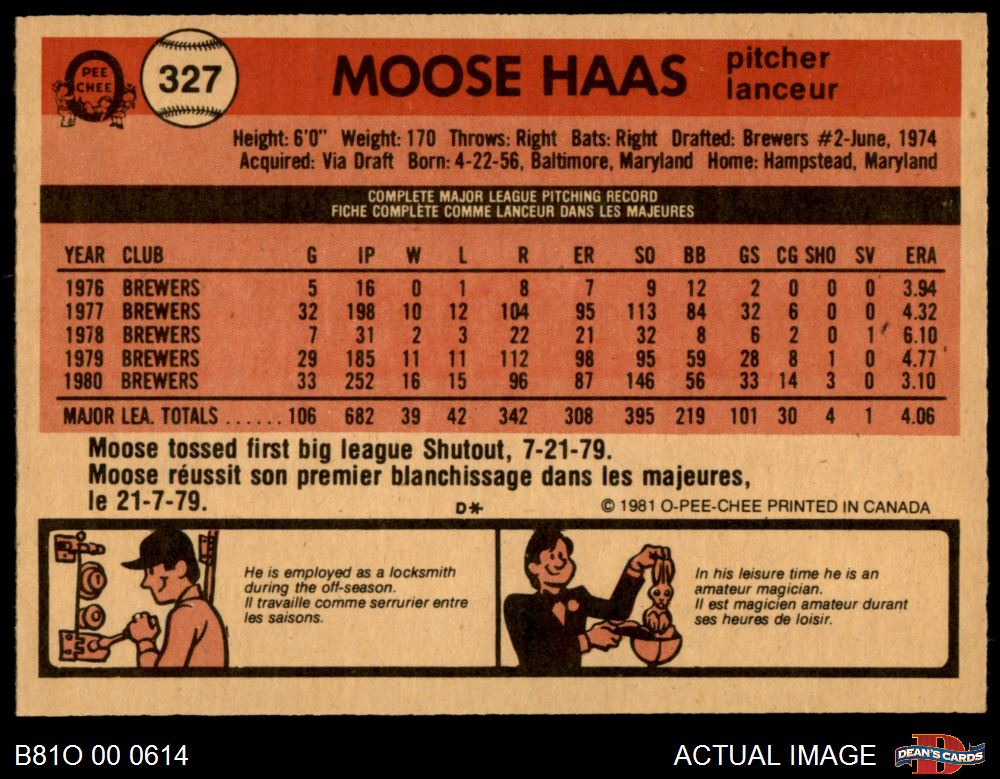 PEE
CHEE
327
MOOSE HAAS
pitcher
lanceur
Height: 6'0" Weight: 170 Throws: Right Bats: Right Drafted: Brewers #2-June, 1974
Acquired: Via Draft Born: 4-22-56, Baltimore, Maryland Home: Hampstead, Maryland
COMPLETE MAJOR LEAGUE PITCHING RECORD
FICHE COMPLÈTE COMME LANCEUR DANS LES MAJEURES
YEAR CLUB G IP W L R ER SO BB GS CG SHO SV ERA
1976 BREWERS 5 16 0 1 8 7 9 12 2 0 0 0 3.94
1977 BREWERS 32 198 10 12 104 95 113 84 32 6 0 0 4.32
1978 BREWERS 7 31 2 3 22 21 32 8 6 2 0 1 6.10
1979 BREWERS 29 185 11 11 112 98 95 59 28 8 1 0 4.77
1980 BREWERS 33 252 16 15 96 87 146 56 33 14 3 0 3.10
MAJOR LEA. TOTALS ...... 106 682 39 42 342 308 395 219 101 30 4 1 4.06
Moose tossed first big league Shutout, 7-21-79.
Moose réussit son premier blanchissage dans les majeures,
le 21-7-79.
D* © 1981 O-PEE-CHEE PRINTED IN CANADA
He is employed as a locksmith
during the off-season.
Il travaille comme serrurier entre
les saisons.
In his leisure time he is an
amateur magician.
Il est magicien amateur durant
ses heures de loisir.
B81O 00 0614
ACTUAL IMAGE
DEAN'S CARDS